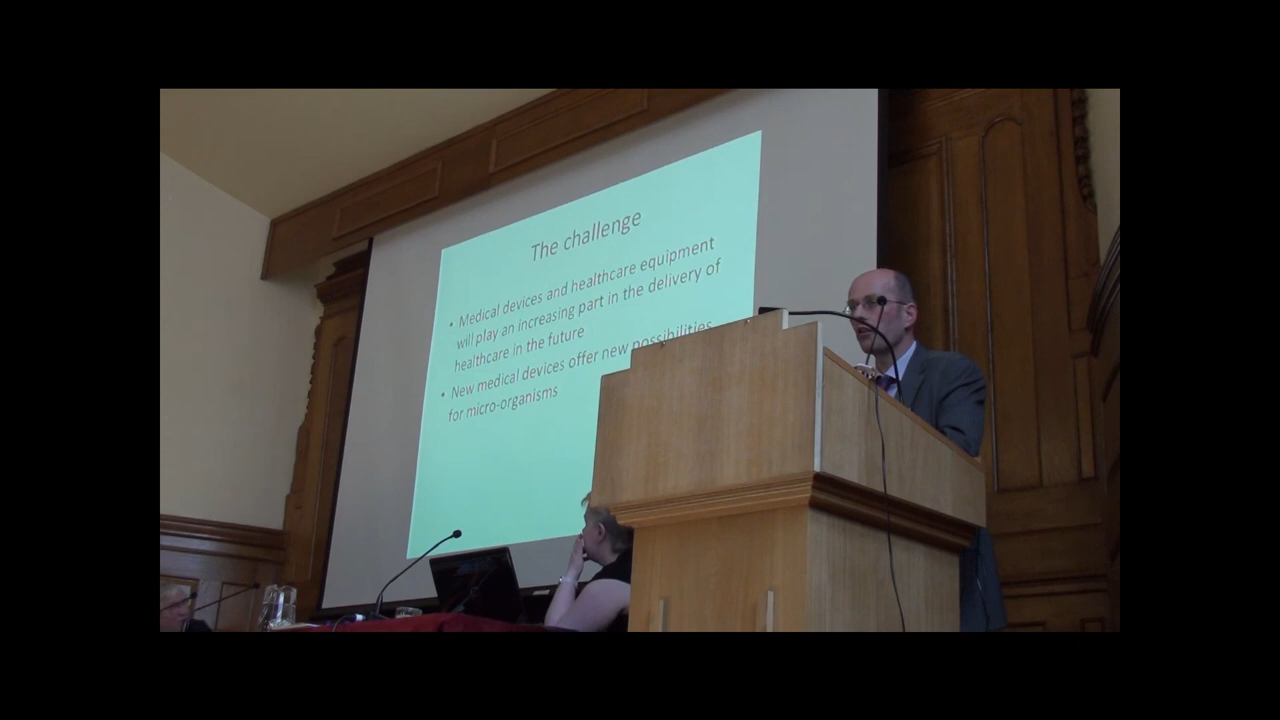 The challenge
• Medical devices and healthcare equipment
will play an increasing part in the delivery of
healthcare in the future
• New medical devices offer new possibilities
for micro-organisms